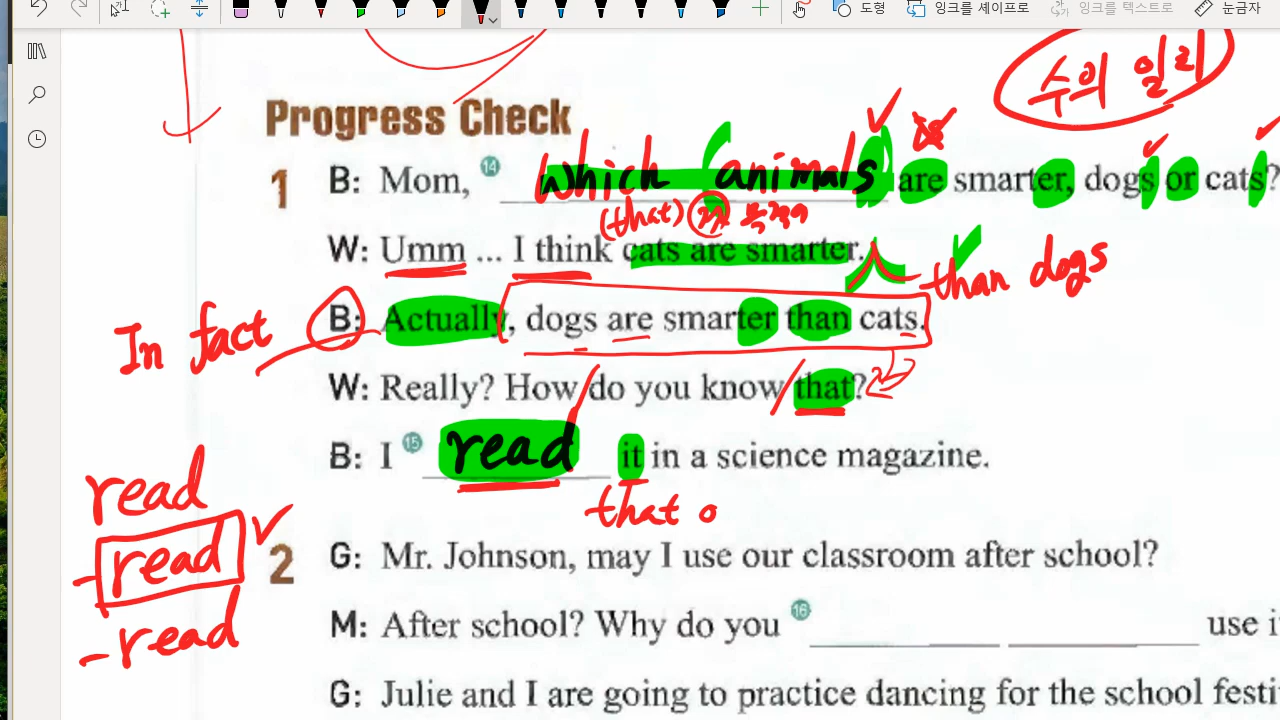 도형 잉크를 셰이프로 잉크를 텍스트로 눈금자
수의 일리
Progress Check
1 B: Mom, 14 Which animals are smarter, dogs or cats?
(that)
W: Umm ... I think cats are smarter. than dogs
In fact B: Actually, dogs are smarter than cats.
W: Really? How do you know that?
B: I 15 read it in a science magazine.
that o
read
read
read
2 G: Mr. Johnson, may I use our classroom after school?
M: After school? Why do you 16 use i
G: Julie and I are going to practice dancing for the school festi